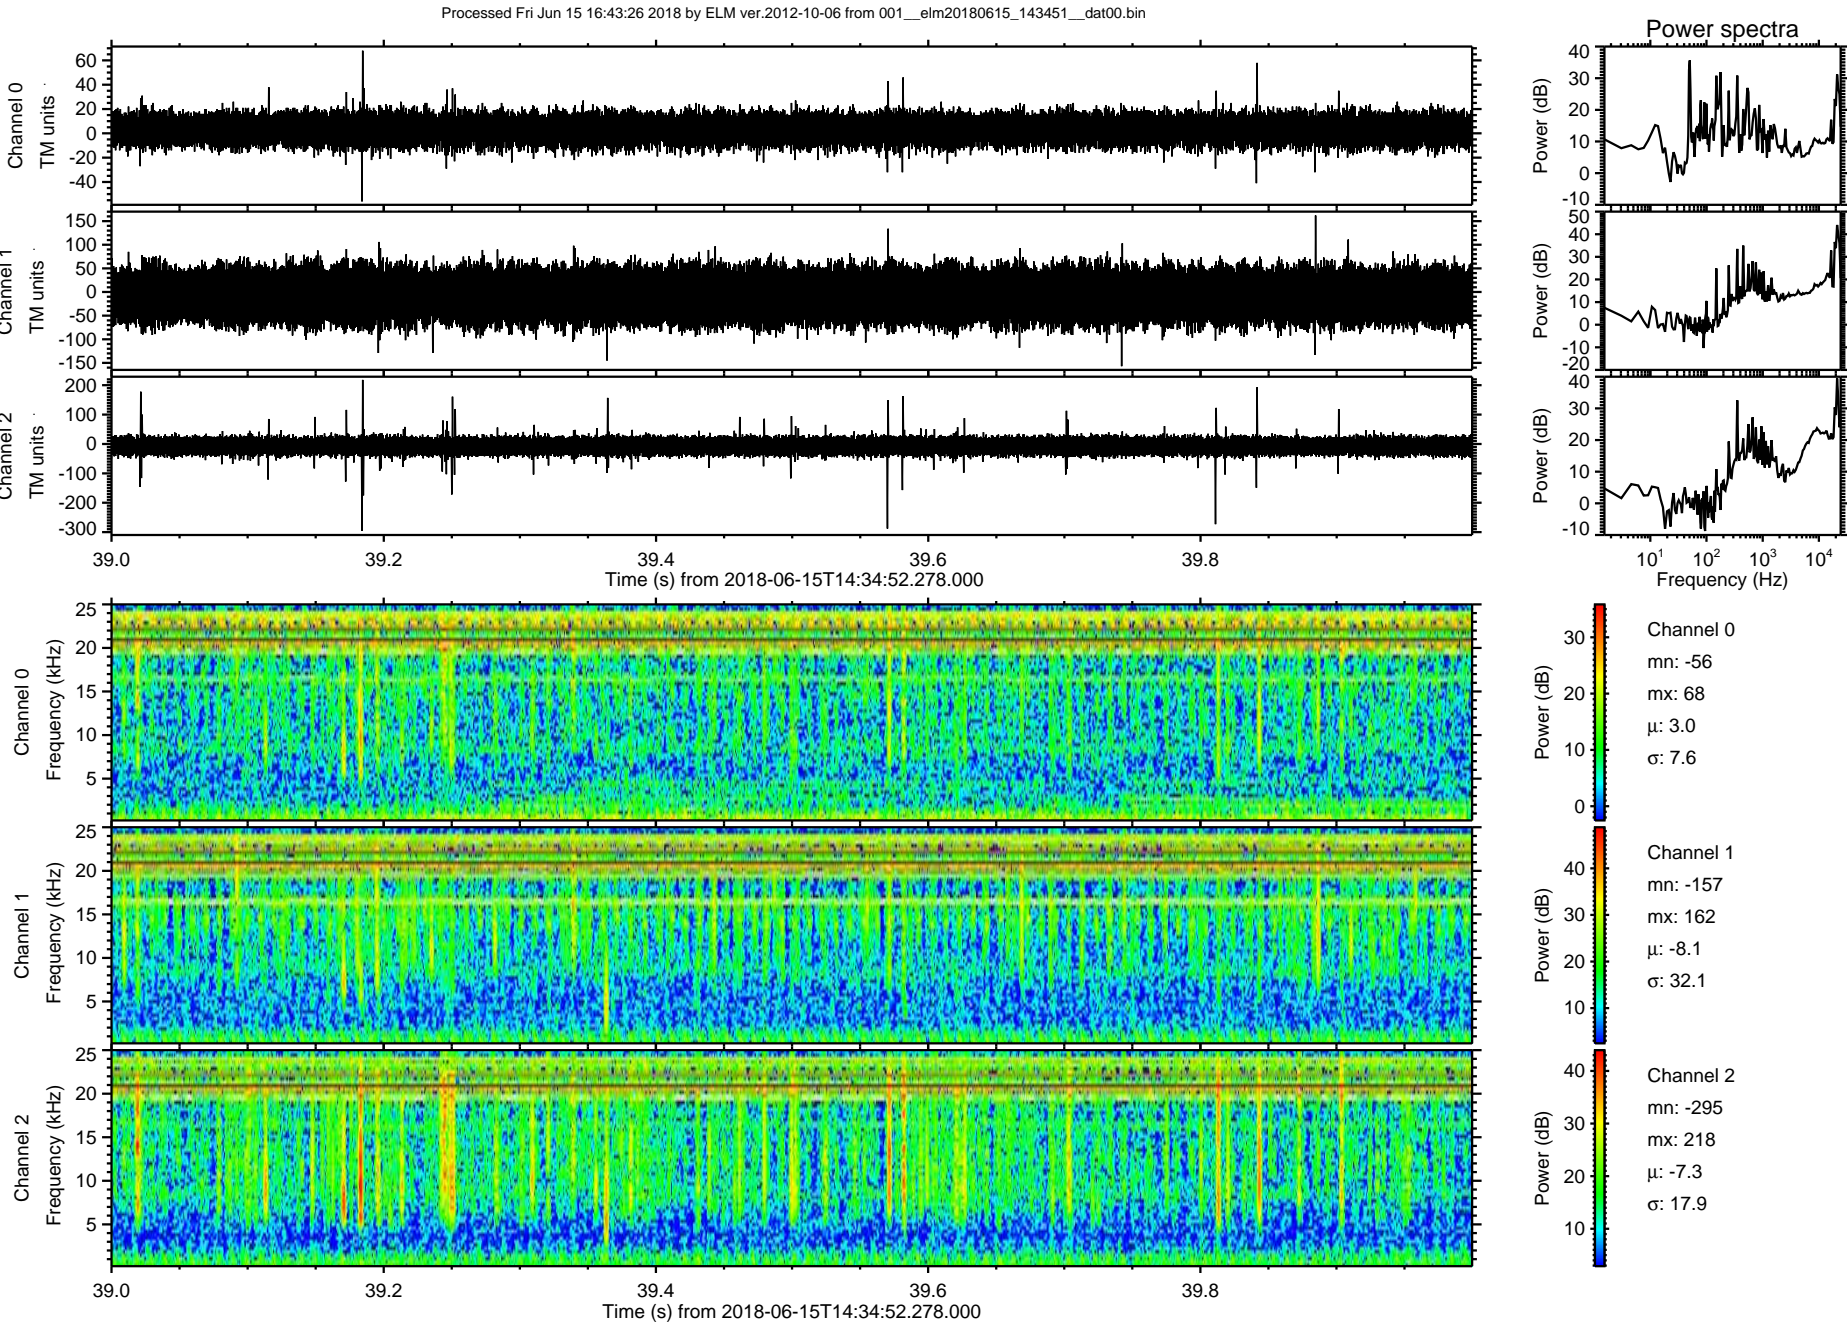 Processed Fri Jun 15 16:43:26 2018 by ELM ver.2012-10-06 from 001__elm20180615_143451__dat00.bin
Power spectra
Channel 0
TM units
60
40
20
0
-20
-40
Power (dB)
40
30
20
10
0
-10
Channel 1
TM units
150
100
50
0
-50
-100
-150
Power (dB)
50
40
30
20
10
0
-10
-20
Channel 2
TM units
200
100
0
-100
-200
-300
Power (dB)
40
30
20
10
0
-10
39.0 39.2 39.4 39.6 39.8
Time (s) from 2018-06-15T14:34:52.278.000
10¹ 10² 10³ 10⁴
Frequency (Hz)
Channel 0
Frequency (kHz)
25
20
15
10
5
Power (dB)
30
20
10
0
Channel 0
mn: -56
mx: 68
μ: 3.0
σ: 7.6
Channel 1
Frequency (kHz)
25
20
15
10
5
Power (dB)
40
30
20
10
Channel 1
mn: -157
mx: 162
μ: -8.1
σ: 32.1
Channel 2
Frequency (kHz)
25
20
15
10
5
Power (dB)
40
30
20
10
Channel 2
mn: -295
mx: 218
μ: -7.3
σ: 17.9
39.0 39.2 39.4 39.6 39.8
Time (s) from 2018-06-15T14:34:52.278.000